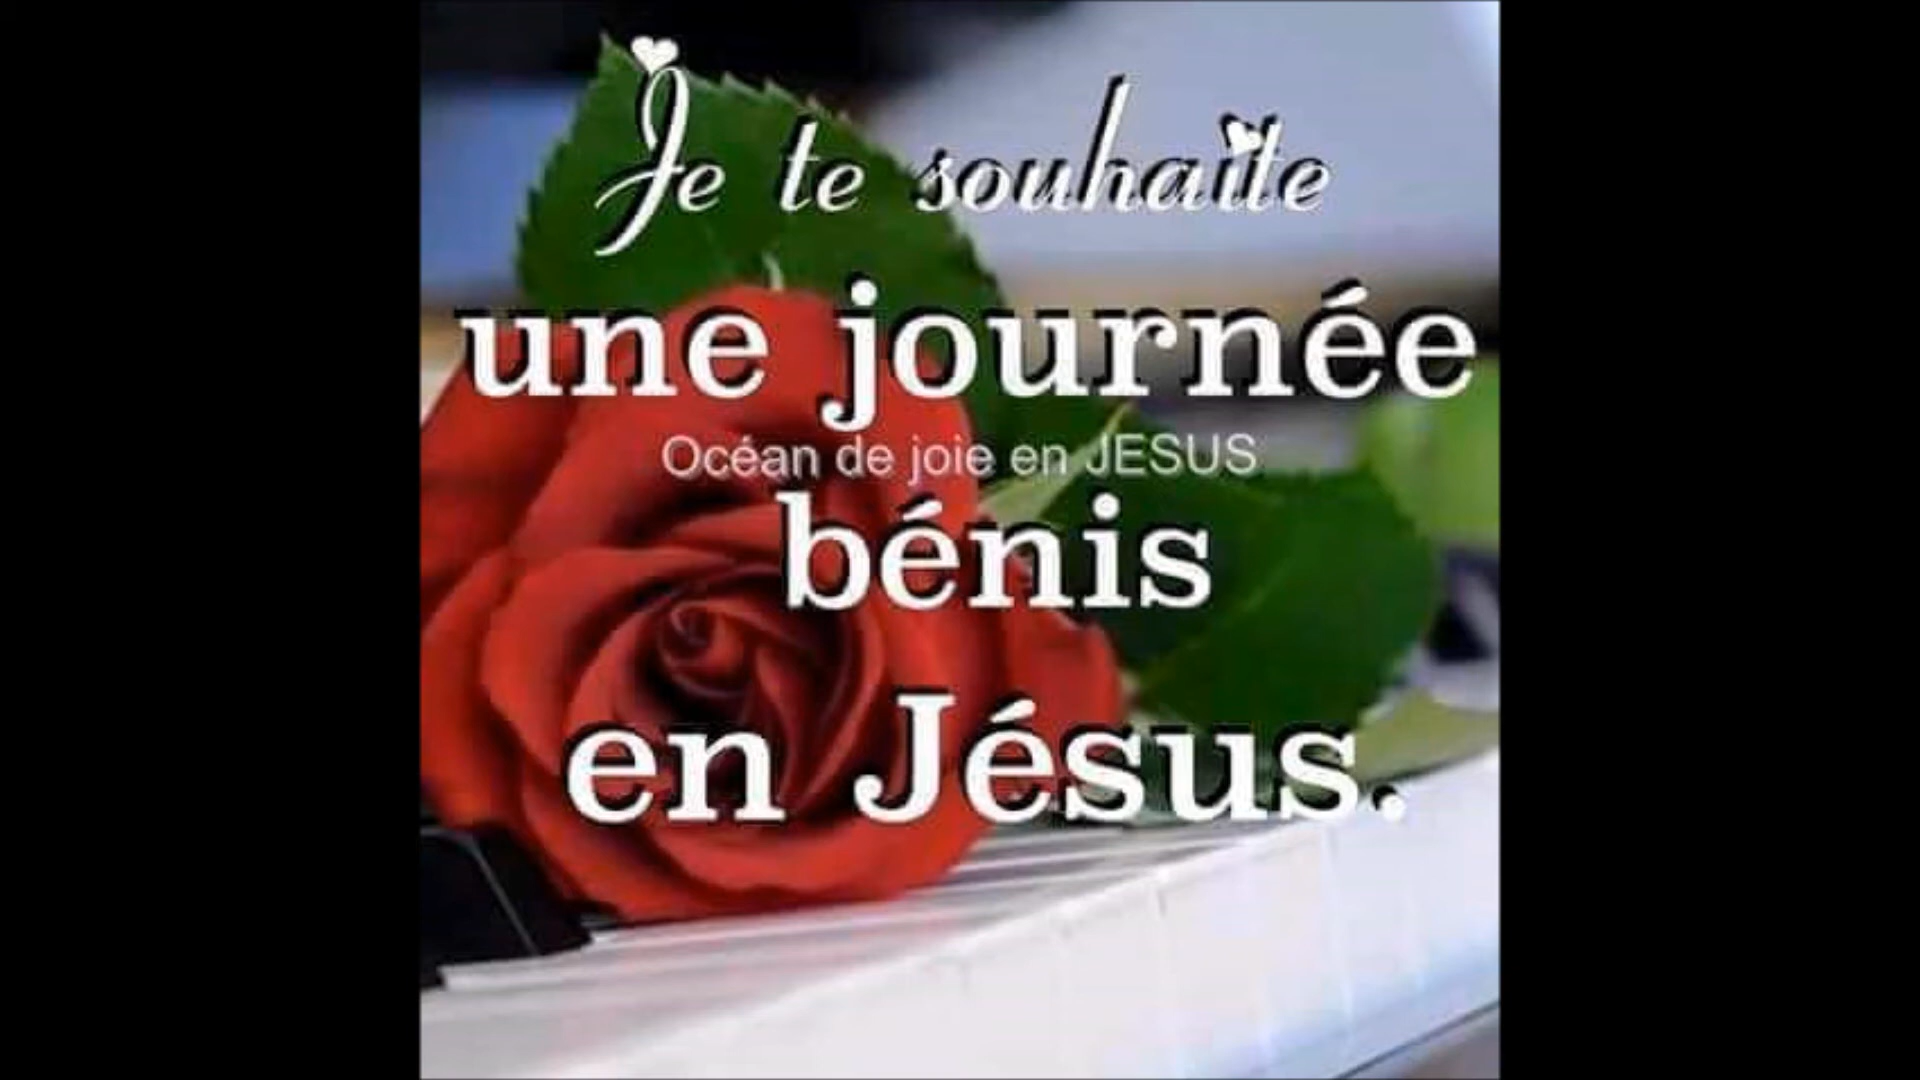 Je te souhaite
une journée
Océan de joie en JESUS
bénis
en Jésus.